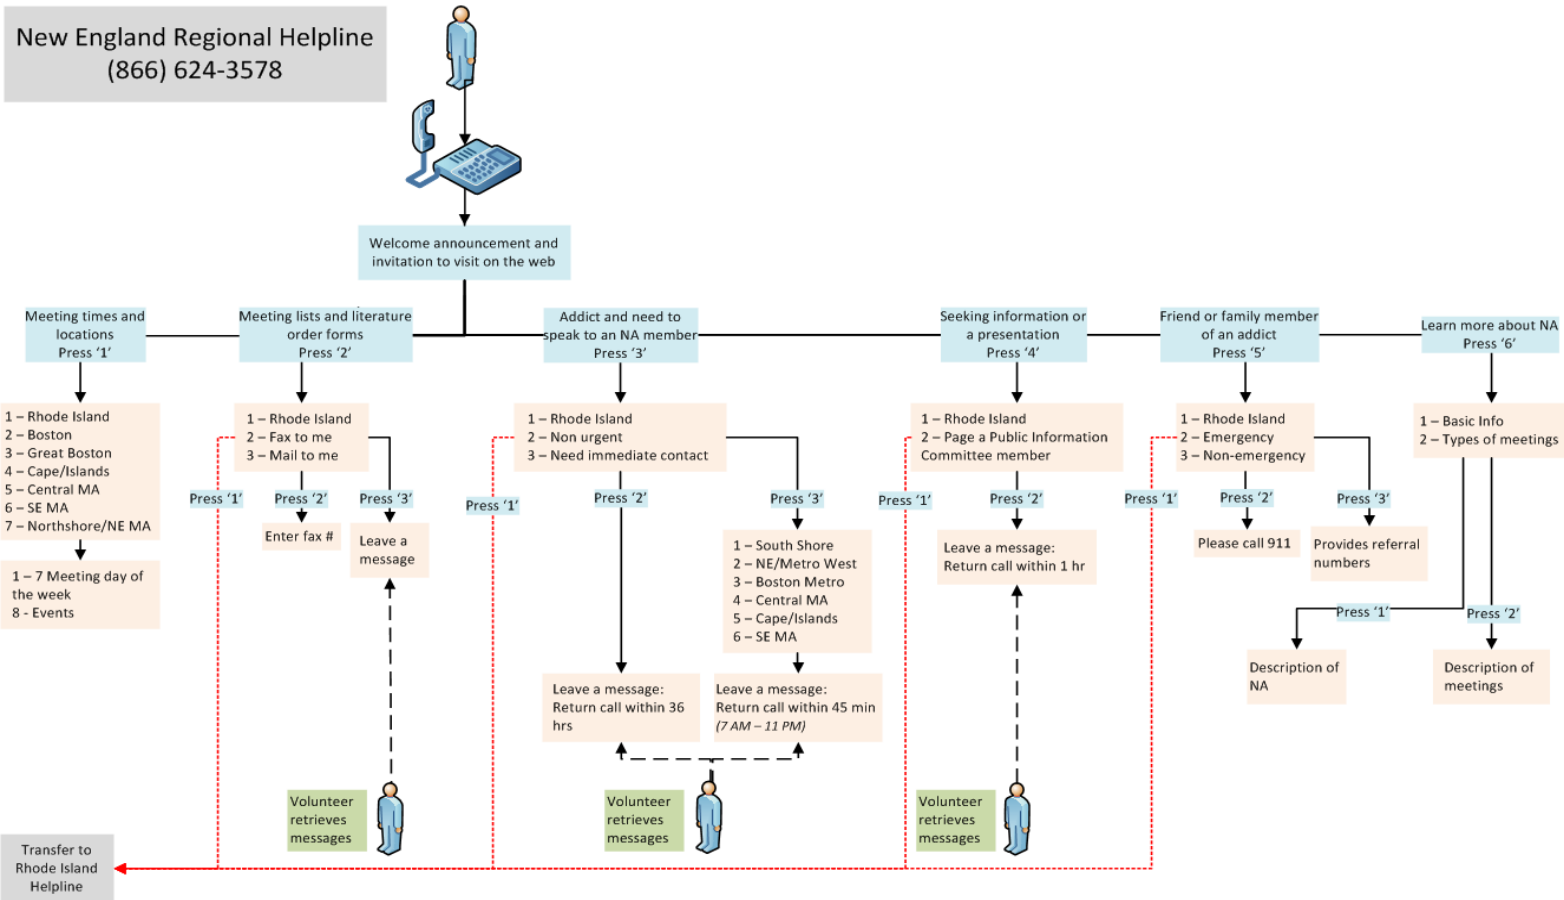 New England Regional Helpline
(866) 624-3578
Welcome announcement and
invitation to visit on the web
Meeting times and
locations
Press ‘1’
Meeting lists and literature
order forms
Press ‘2’
Addict and need to
speak to an NA member
Press ‘3’
Seeking information or
a presentation
Press ‘4’
Friend or family member
of an addict
Press ‘5’
Learn more about NA
Press ‘6’
1 – Rhode Island
2 – Boston
3 – Great Boston
4 – Cape/Islands
5 – Central MA
6 – SE MA
7 – Northshore/NE MA
1 – 7 Meeting day of
the week
8 - Events
1 – Rhode Island
2 – Fax to me
3 – Mail to me
Press ‘1’
Press ‘2’
Press ‘3’
Enter fax #
Leave a
message
1 – Rhode Island
2 – Non urgent
3 – Need immediate contact
Press ‘1’
Press ‘2’
Press ‘3’
1 – South Shore
2 – NE/Metro West
3 – Boston Metro
4 – Central MA
5 – Cape/Islands
6 – SE MA
Leave a message:
Return call within 36
hrs
Leave a message:
Return call within 45 min
(7 AM – 11 PM)
1 – Rhode Island
2 – Page a Public Information
Committee member
Press ‘1’
Press ‘2’
Leave a message:
Return call within 1 hr
1 – Rhode Island
2 – Emergency
3 – Non-emergency
Press ‘1’
Press ‘2’
Press ‘3’
Please call 911
Provides referral
numbers
1 – Basic Info
2 – Types of meetings
Press ‘1’
Press ‘2’
Description of
NA
Description of
meetings
Volunteer
retrieves
messages
Volunteer
retrieves
messages
Volunteer
retrieves
messages
Transfer to
Rhode Island
Helpline